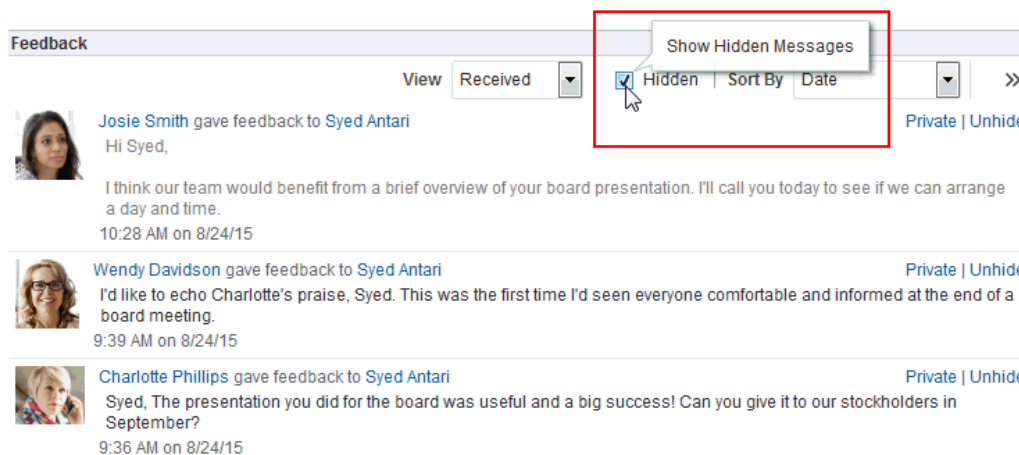 Feedback
Show Hidden Messages
View Received Hidden | Sort By Date »
Josie Smith gave feedback to Syed Antari Private | Unhide
Hi Syed,
I think our team would benefit from a brief overview of your board presentation. I'll call you today to see if we can arrange
a day and time.
10:28 AM on 8/24/15
Wendy Davidson gave feedback to Syed Antari Private | Unhide
I'd like to echo Charlotte's praise, Syed. This was the first time I'd seen everyone comfortable and informed at the end of a
board meeting.
9:39 AM on 8/24/15
Charlotte Phillips gave feedback to Syed Antari Private | Unhide
Syed, The presentation you did for the board was useful and a big success! Can you give it to our stockholders in
September?
9:36 AM on 8/24/15